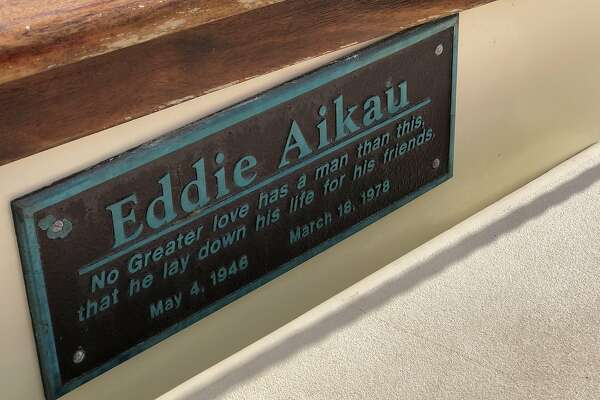 Eddie Aikau
No Greater love has a man than this,
that he lay down his life for his friends.
May 4, 1946 March 18, 1978